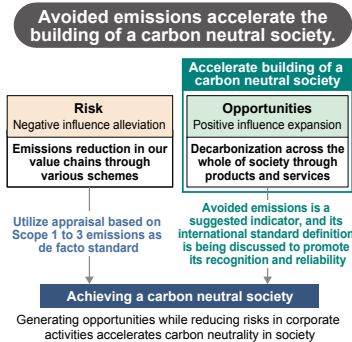 Avoided emissions accelerate the
building of a carbon neutral society.
Accelerate building of a
carbon neutral society
Risk
Negative influence alleviation
Emissions reduction in our
value chains through
various schemes
Opportunities
Positive influence expansion
Decarbonization across the
whole of society through
products and services
Utilize appraisal based on
Scope 1 to 3 emissions as
de facto standard
Avoided emissions is a
suggested indicator, and its
international standard definition
is being discussed to promote
its recognition and reliability
Achieving a carbon neutral society
Generating opportunities while reducing risks in corporate
activities accelerates carbon neutrality in society